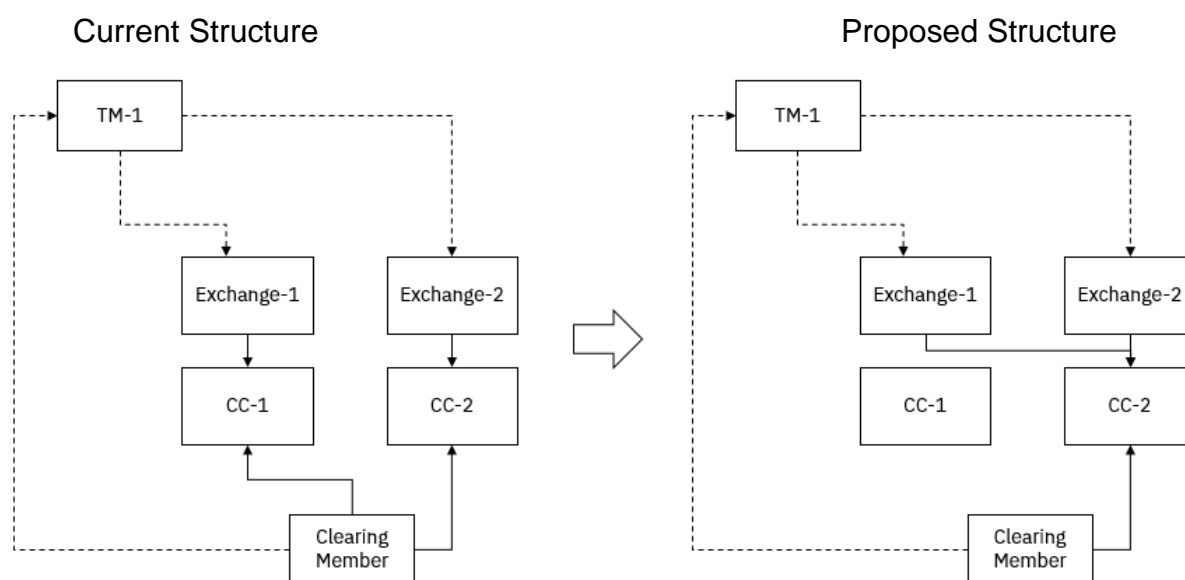 Current Structure
Proposed Structure
TM-1
TM-1
Exchange-1
Exchange-2
Exchange-1
Exchange-2
CC-1
CC-2
CC-1
CC-2
Clearing
Member
Clearing
Member